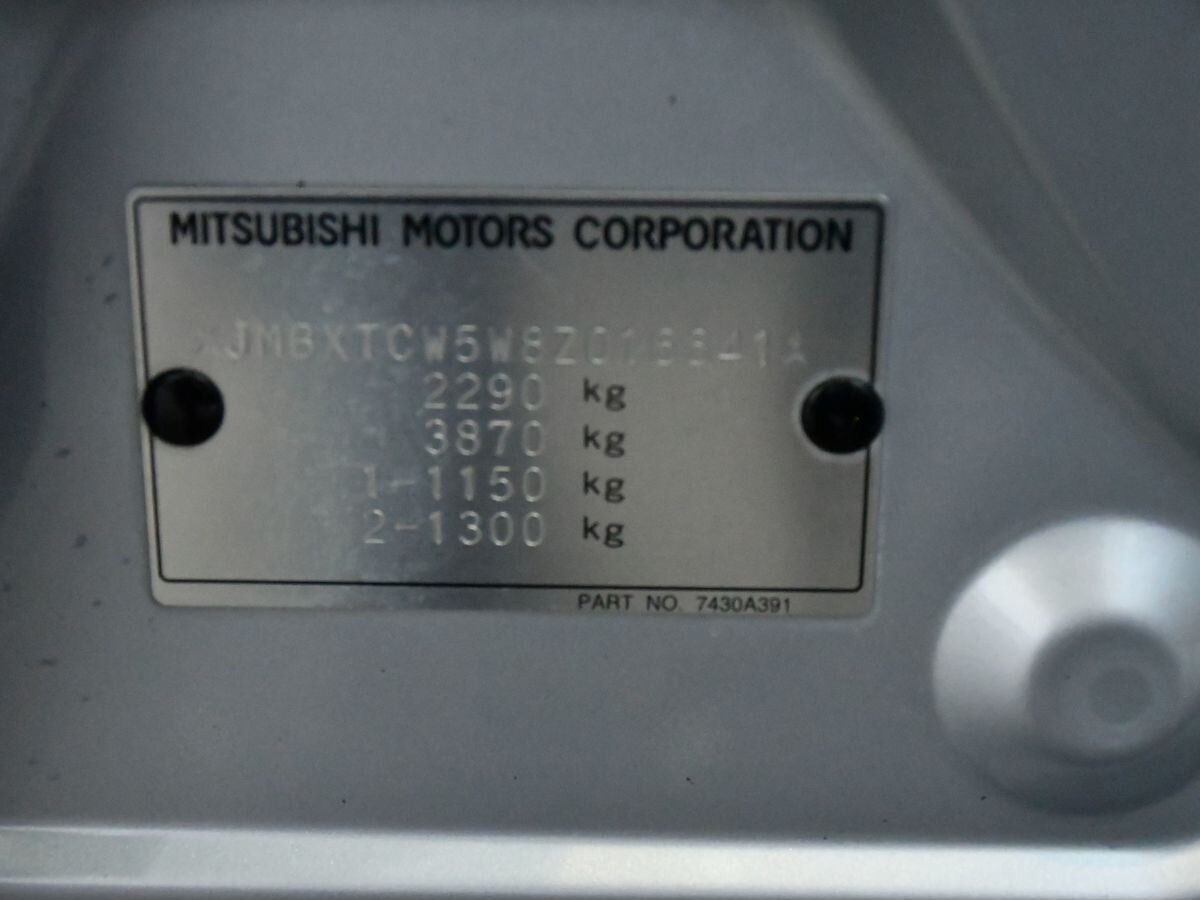 MITSUBISHI MOTORS CORPORATION
2290 kg
3870 kg
1-1150 kg
2-1300 kg
PART NO. 7430A391